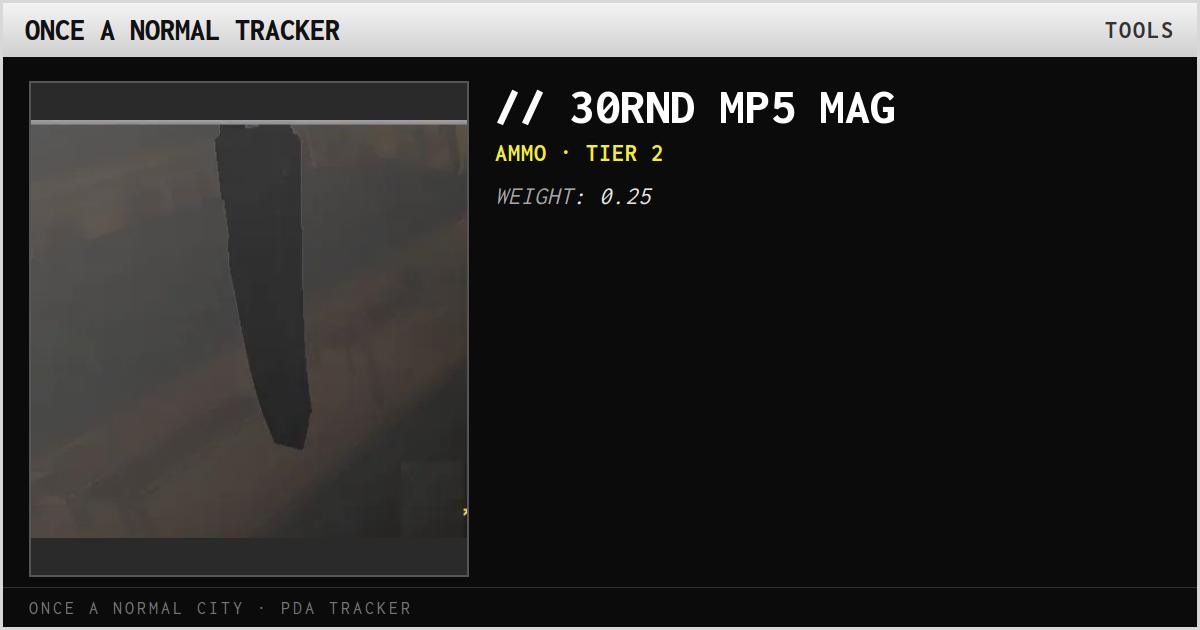 ONCE A NORMAL TRACKER
TOOLS
// 30RND MP5 MAG
AMMO · TIER 2
WEIGHT: 0.25
ONCE A NORMAL CITY · PDA TRACKER